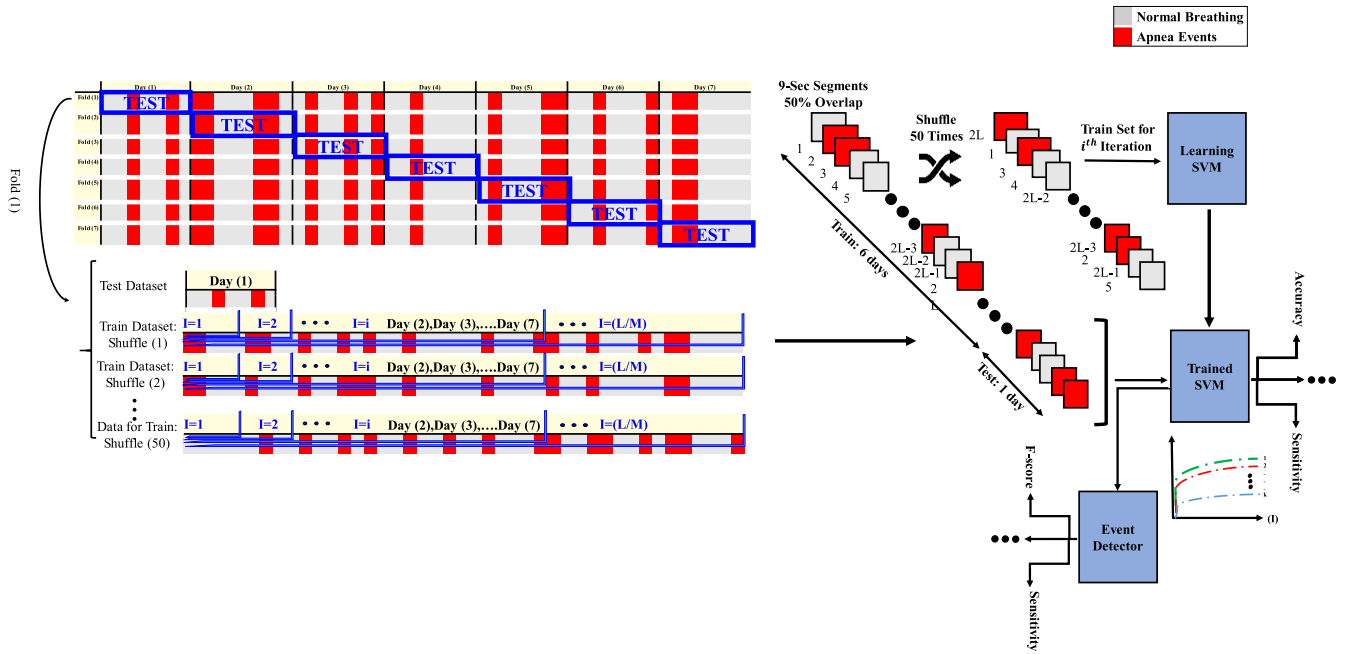 Normal Breathing
Apnea Events
Day (1)
Day (2)
Day (3)
Day (4)
Day (5)
Day (6)
Day (7)
Fold (1)
TEST
Fold (2)
TEST
Fold (3)
TEST
Fold (4)
TEST
Fold (5)
TEST
Fold (6)
TEST
Fold (7)
TEST
Fold (1)
Test Dataset
Day (1)
Train Dataset:
Shuffle (1)
I=1
I=2
I=i
Day (2),Day (3),....Day (7)
I=(L/M)
Train Dataset:
Shuffle (2)
I=1
I=2
I=i
Day (2),Day (3),....Day (7)
I=(L/M)
Data for Train:
Shuffle (50)
I=1
I=2
I=i
Day (2),Day (3),....Day (7)
I=(L/M)
9-Sec Segments
50% Overlap
1
2
3
4
5
2L-3
2L-2
2L-1
2
L
Train: 6 days
Test: 1 day
Shuffle
50 Times
2L
1
3
4
2L-2
2L-3
2
2L-1
5
Train Set for
iᵗʰ Iteration
Learning
SVM
Trained
SVM
Accuracy
Sensitivity
1
2
k
(I)
Event
Detector
F-score
Sensitivity